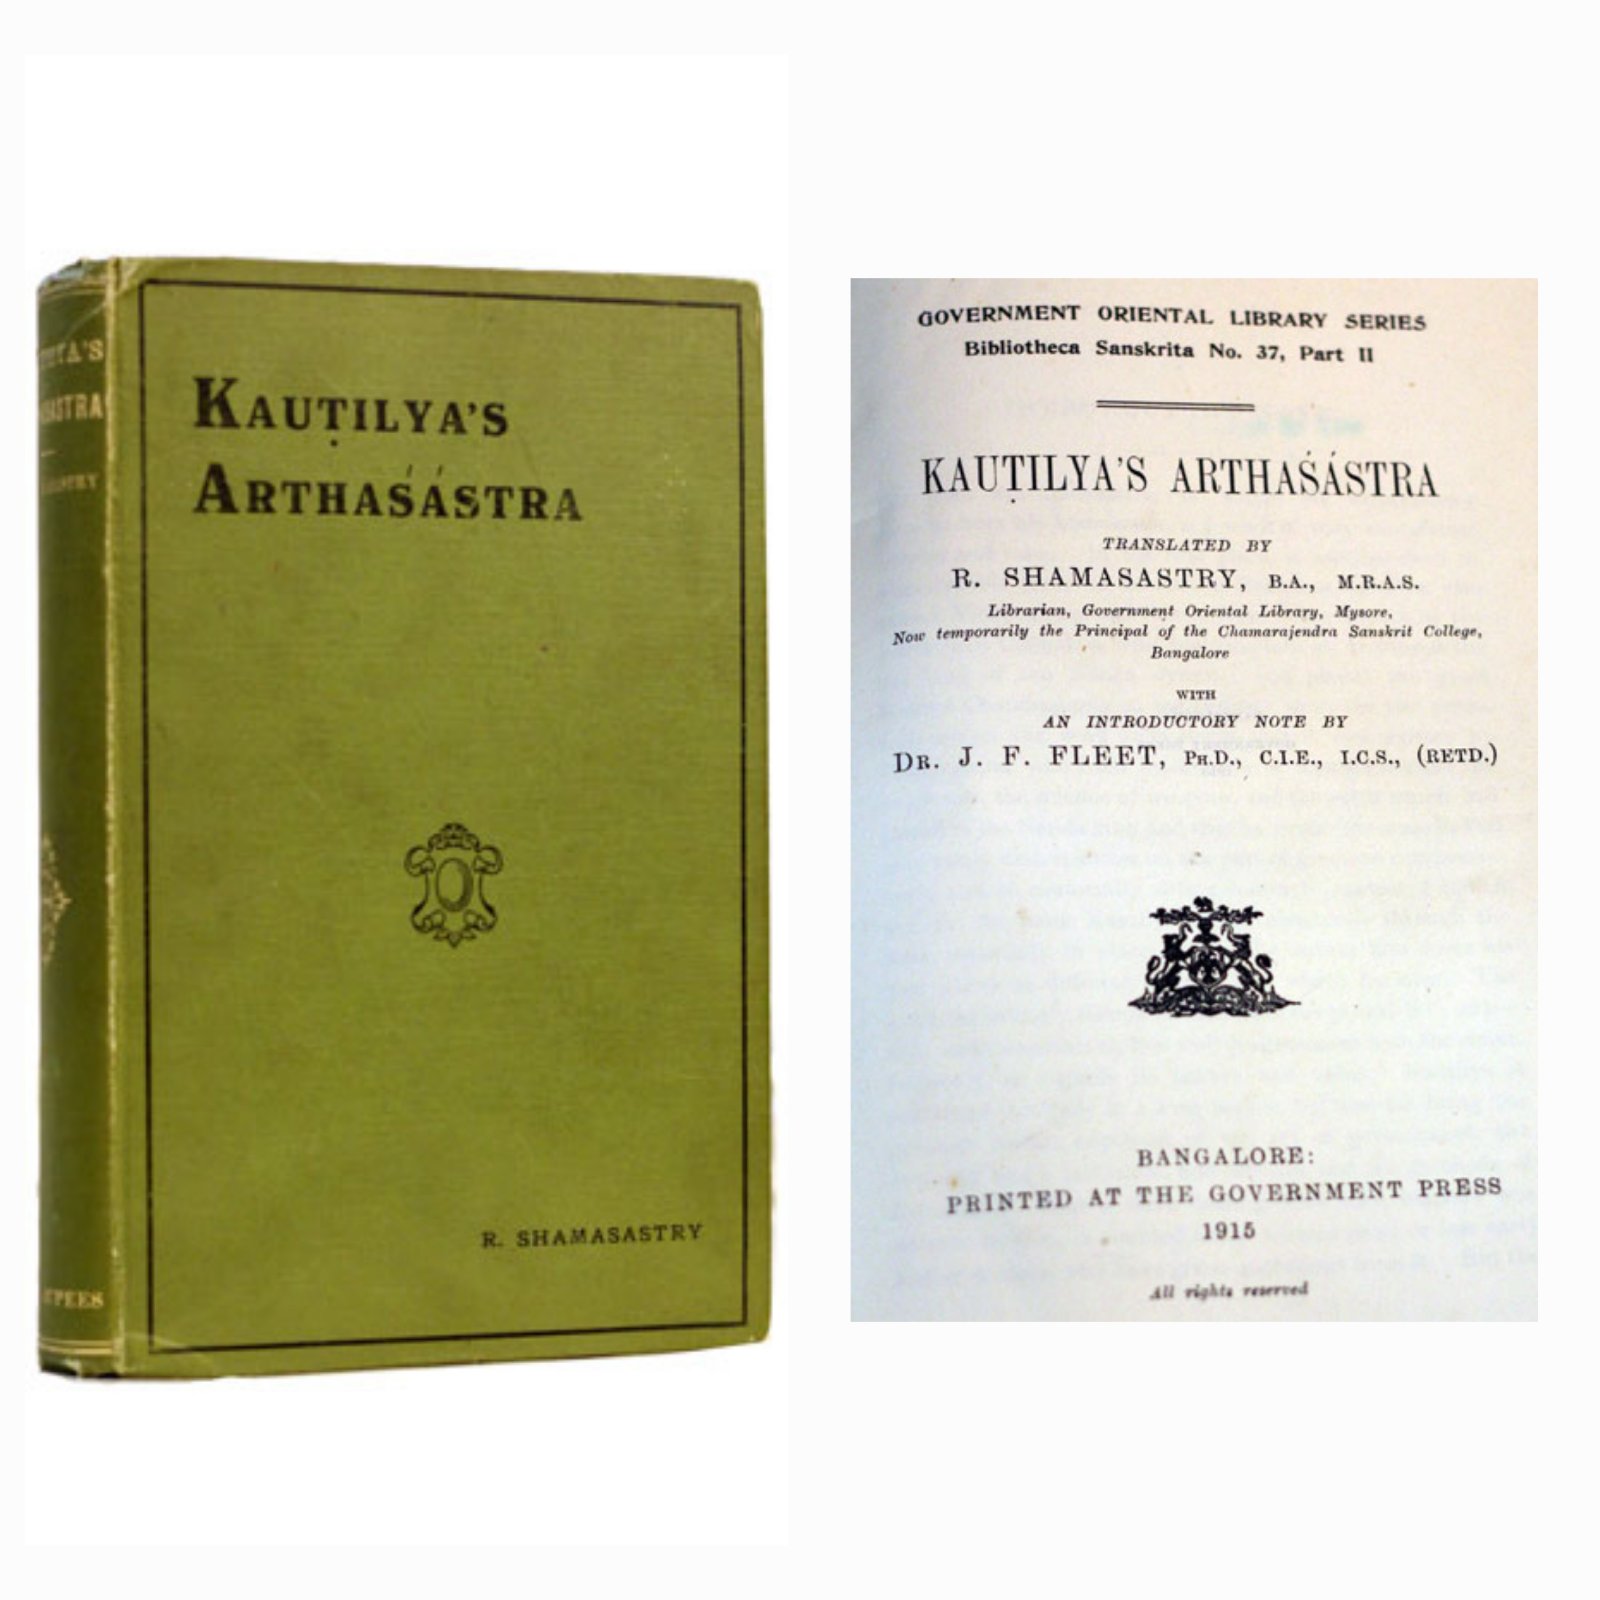 KAUṬILYA'S
ARTHAŚÁSTRA
R. SHAMASASTRY
GOVERNMENT ORIENTAL LIBRARY SERIES
Bibliotheca Sanskrita No. 37, Part II
KAUṬILYA'S ARTHAŚÁSTRA
TRANSLATED BY
R. SHAMASASTRY, B.A., M.R.A.S.
Librarian, Government Oriental Library, Mysore,
Now temporarily the Principal of the Chamarajendra Sanskrit College,
Bangalore
WITH
AN INTRODUCTORY NOTE BY
DR. J. F. FLEET, PH.D., C.I.E., I.C.S., (RETD.)
BANGALORE:
PRINTED AT THE GOVERNMENT PRESS
1915
All rights reserved